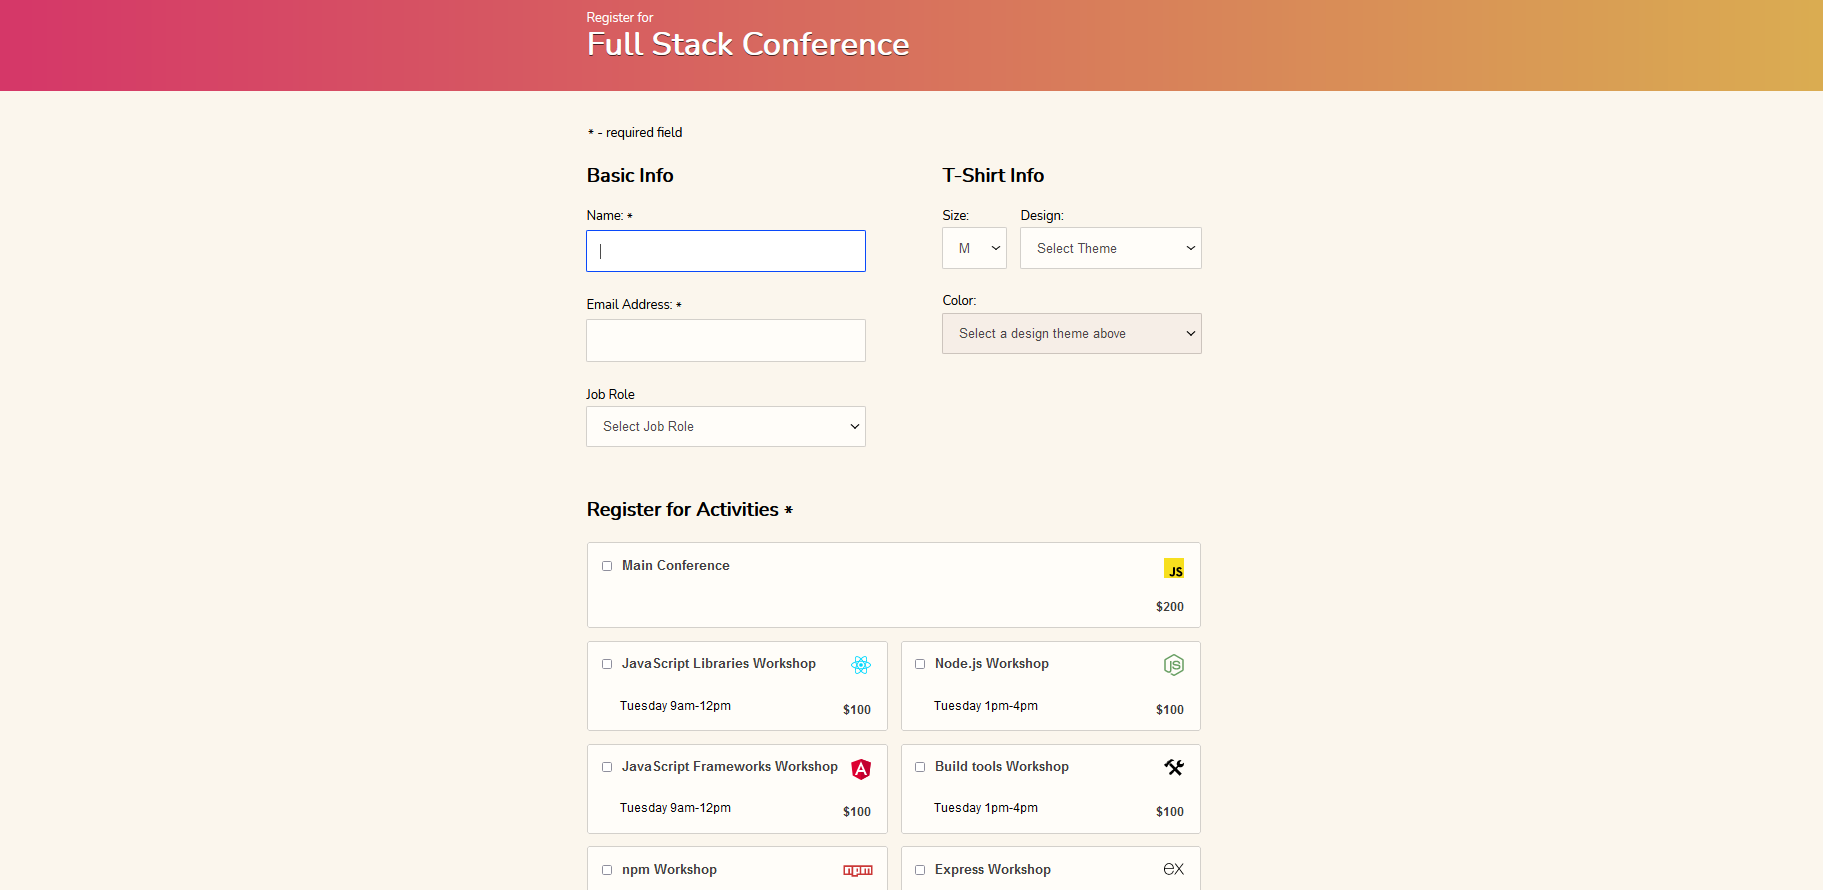 Register for
Full Stack Conference
* - required field
Basic Info
Name: *
Email Address: *
Job Role
Select Job Role
T-Shirt Info
Size:
Design:
M
Select Theme
Color:
Select a design theme above
Register for Activities *
Main Conference
JS
$200
JavaScript Libraries Workshop
Tuesday 9am-12pm
$100
Node.js Workshop
JS
Tuesday 1pm-4pm
$100
JavaScript Frameworks Workshop
A
Tuesday 9am-12pm
$100
Build tools Workshop
Tuesday 1pm-4pm
$100
npm Workshop
npm
Express Workshop
ex